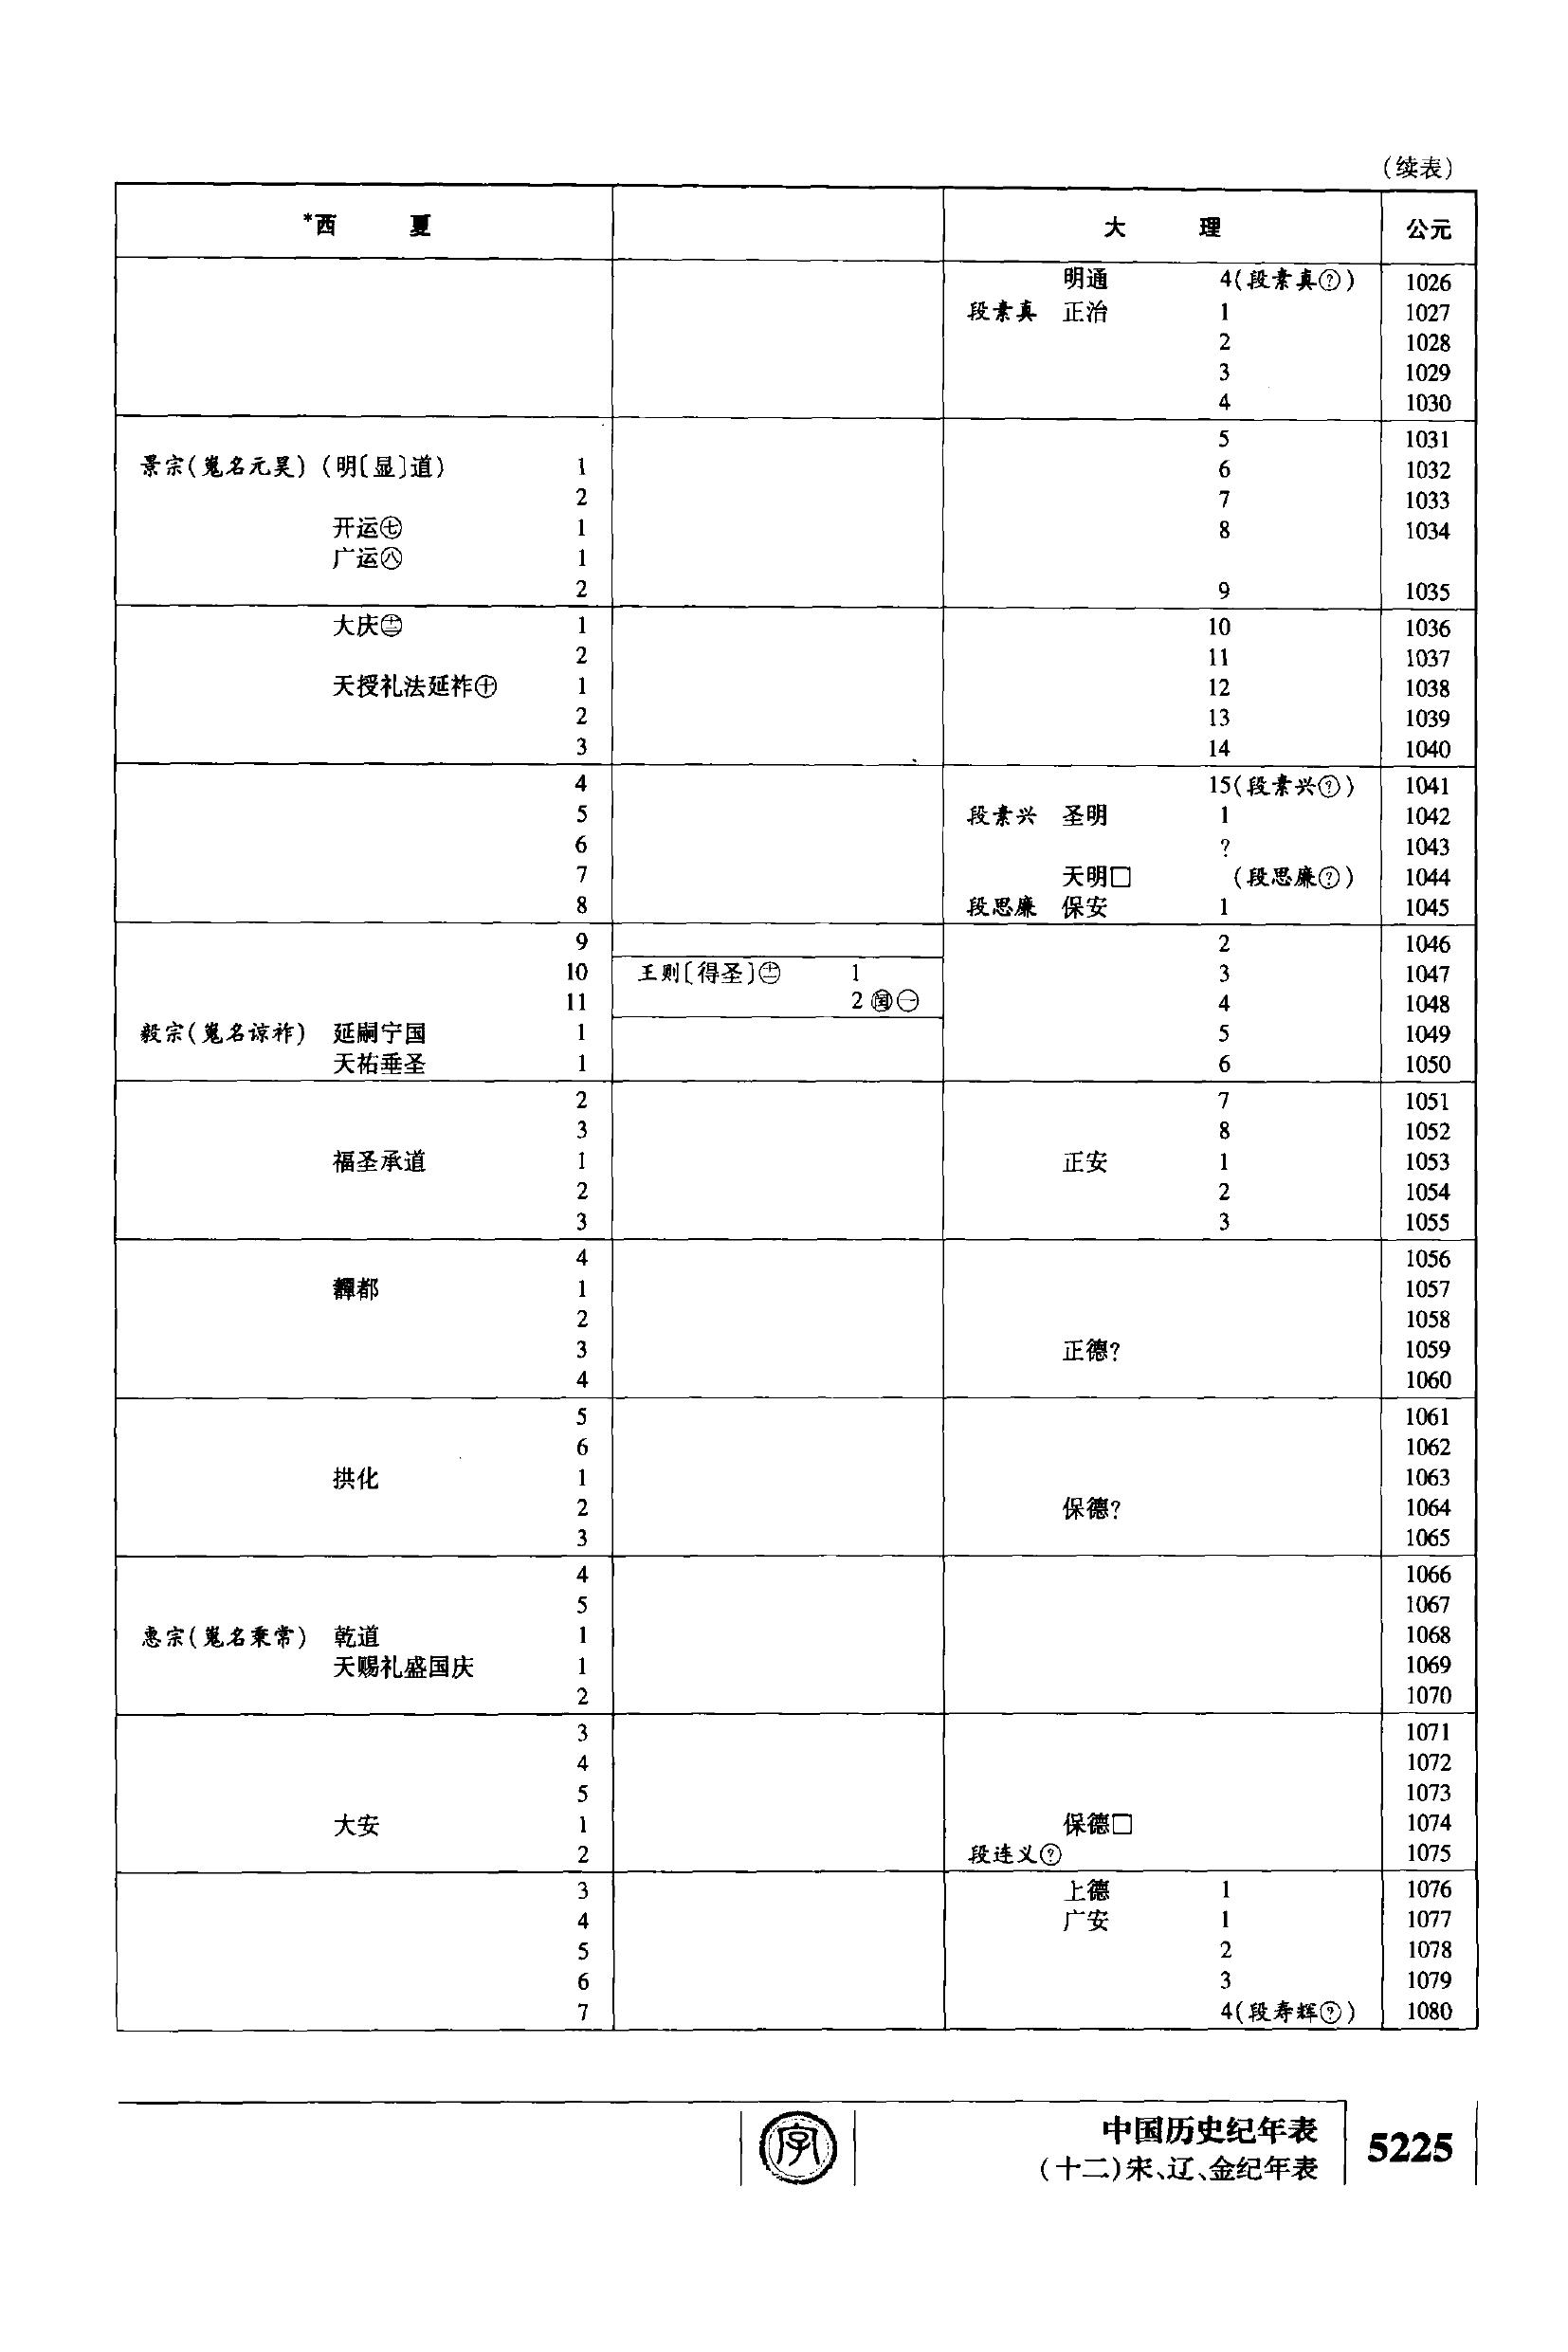 (续表)
*西 夏 大 理 公元
明通 4(段素真?) 1026
段素真 正治 1 1027
2 1028
3 1029
4 1030
5 1031
景宗(嵬名元昊) (明〔显〕道) 1 6 1032
2 7 1033
开运㊆ 1 8 1034
广运㊇ 1
2 9 1035
大庆 1 10 1036
2 11 1037
天授礼法延祚㊉ 1 12 1038
2 13 1039
3 14 1040
4 15(段素兴?) 1041
5 段素兴 圣明 1 1042
6 ? 1043
7 天明□ (段思廉?) 1044
8 段思廉 保安 1 1045
9 2 1046
10 王则〔得圣〕 1 3 1047
11 2 闰㊀ 4 1048
毅宗(嵬名谅祚) 延嗣宁国 1 5 1049
天祐垂圣 1 6 1050
2 7 1051
3 8 1052
福圣承道 1 正安 1 1053
2 2 1054
3 3 1055
4 1056
都 1 1057
2 1058
3 正德? 1059
4 1060
5 1061
6 1062
拱化 1 1063
2 保德? 1064
3 1065
4 1066
5 1067
惠宗(嵬名秉常) 乾道 1 1068
天赐礼盛国庆 1 1069
2 1070
3 1071
4 1072
5 1073
大安 1 保德□ 1074
2 段连义? 1075
3 上德 1 1076
4 广安 1 1077
5 2 1078
6 3 1079
7 4(段寿辉?) 1080
字
中国历史纪年表
(十二)宋、辽、金纪年表
5225